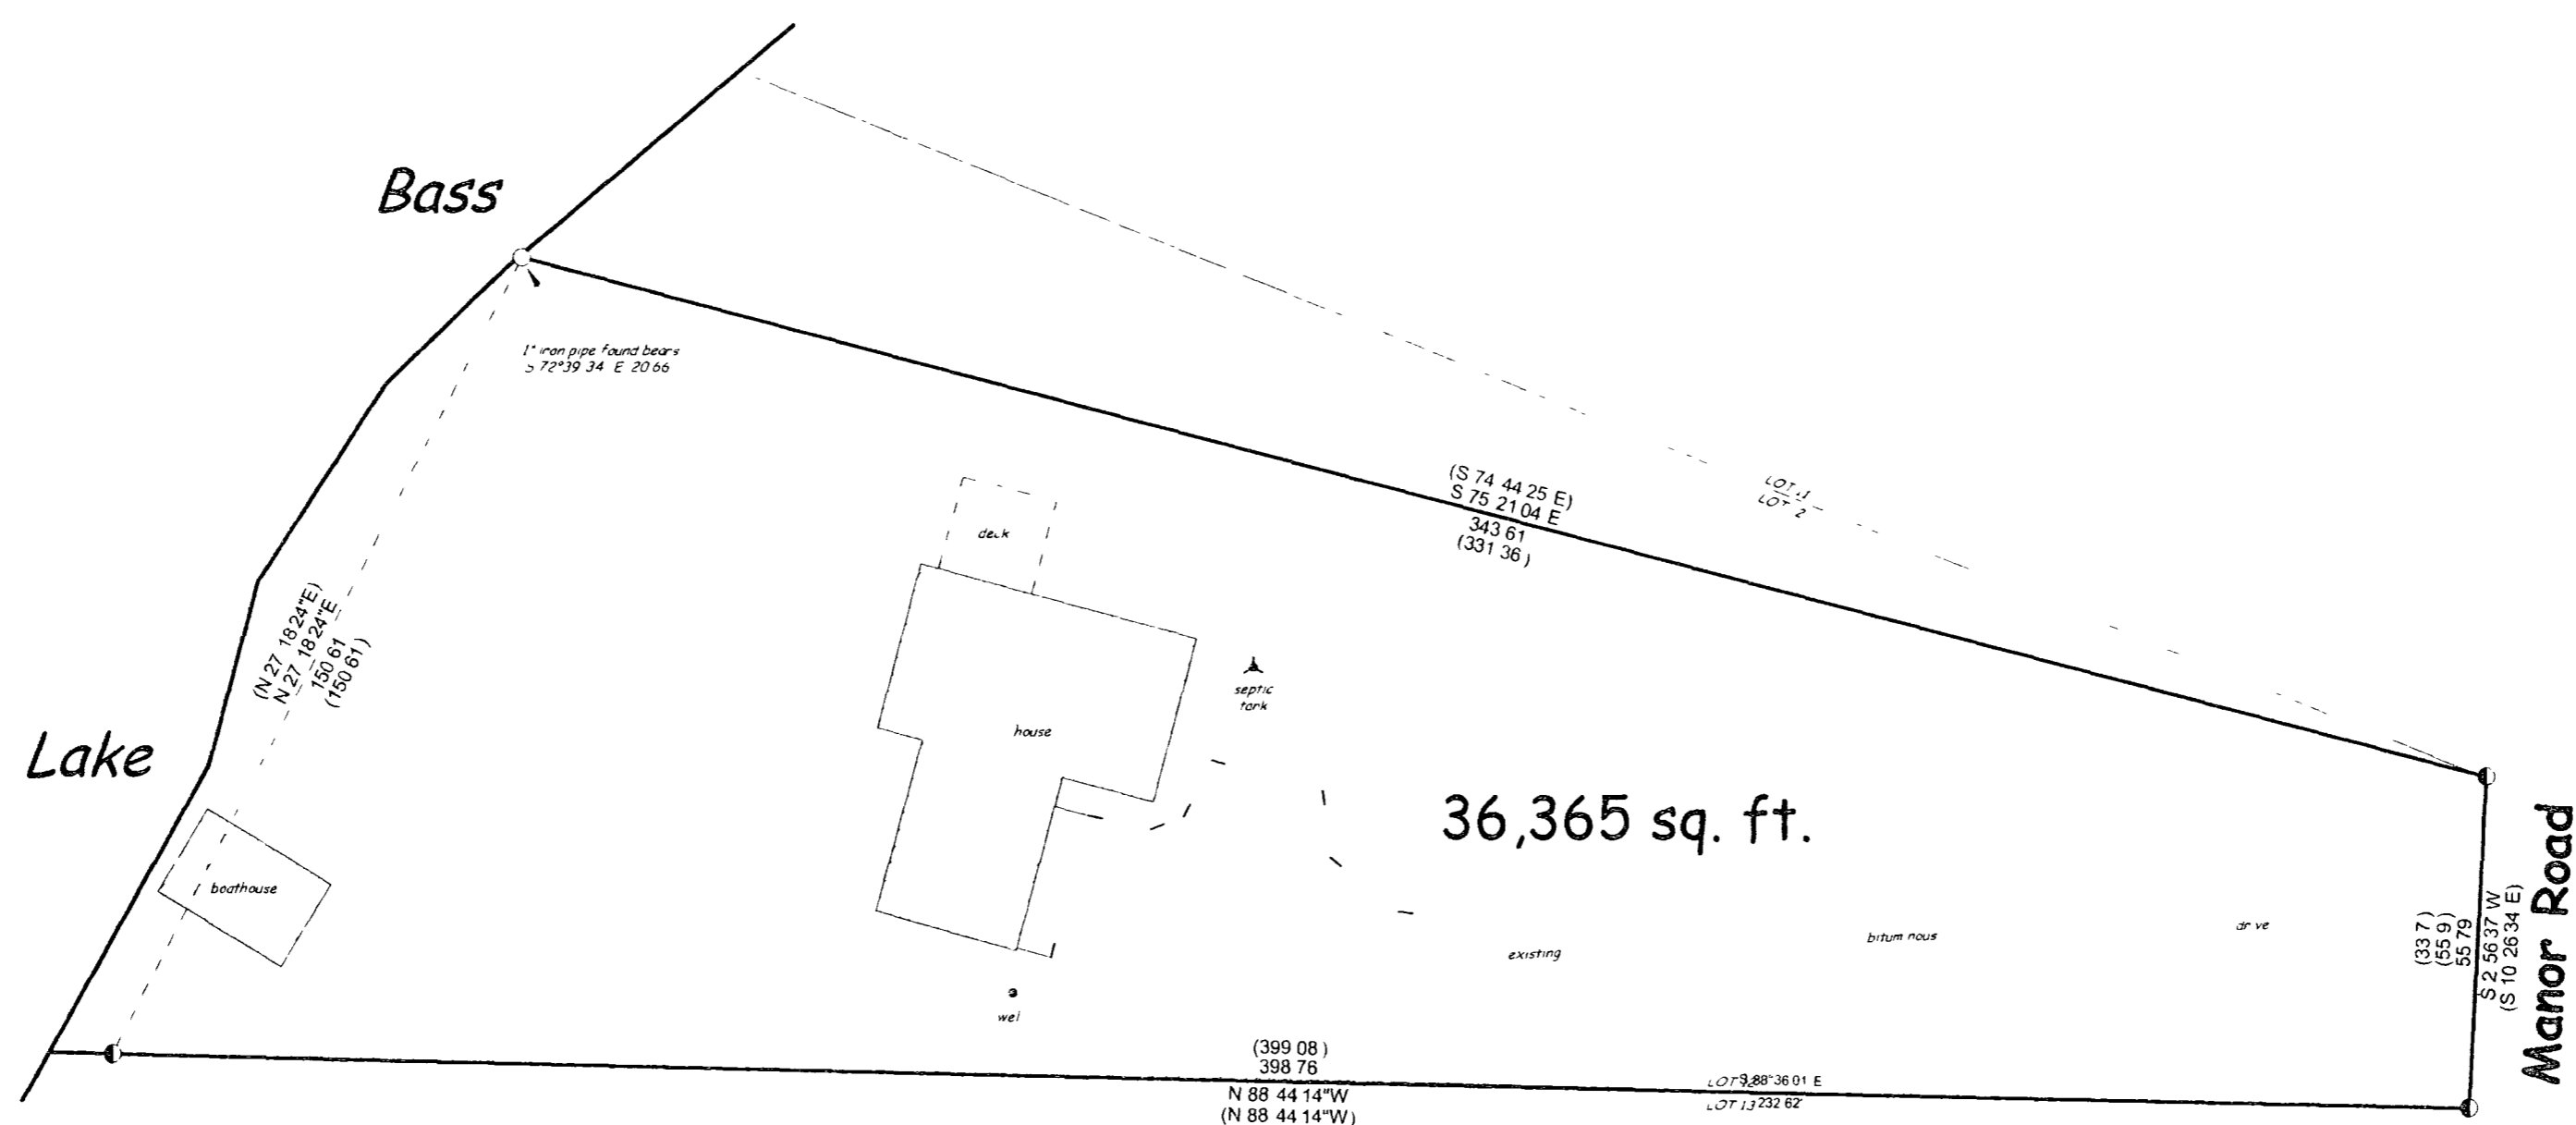 Bass
1" iron pipe found bears
S 72°39 34 E 20 66
(S 74 44 25 E)
S 75 21 04 E
343 61
(331 36 )
LOT 2
deck
(N 27 18 24"E)
N 27 18 24"E
150 61
(150 61 )
septic
tank
house
Lake
36,365 sq. ft.
boathouse
existing
bitum nous
dr ve
(33 7 )
(55 9)
55 79
S 2 56 37 W
(S 10 26 34 E)
Manor Road
wel
(399 08 )
398 76
N 88 44 14"W
(N 88 44 14"W )
S 88°36 01 E
LOT 13 232 62'